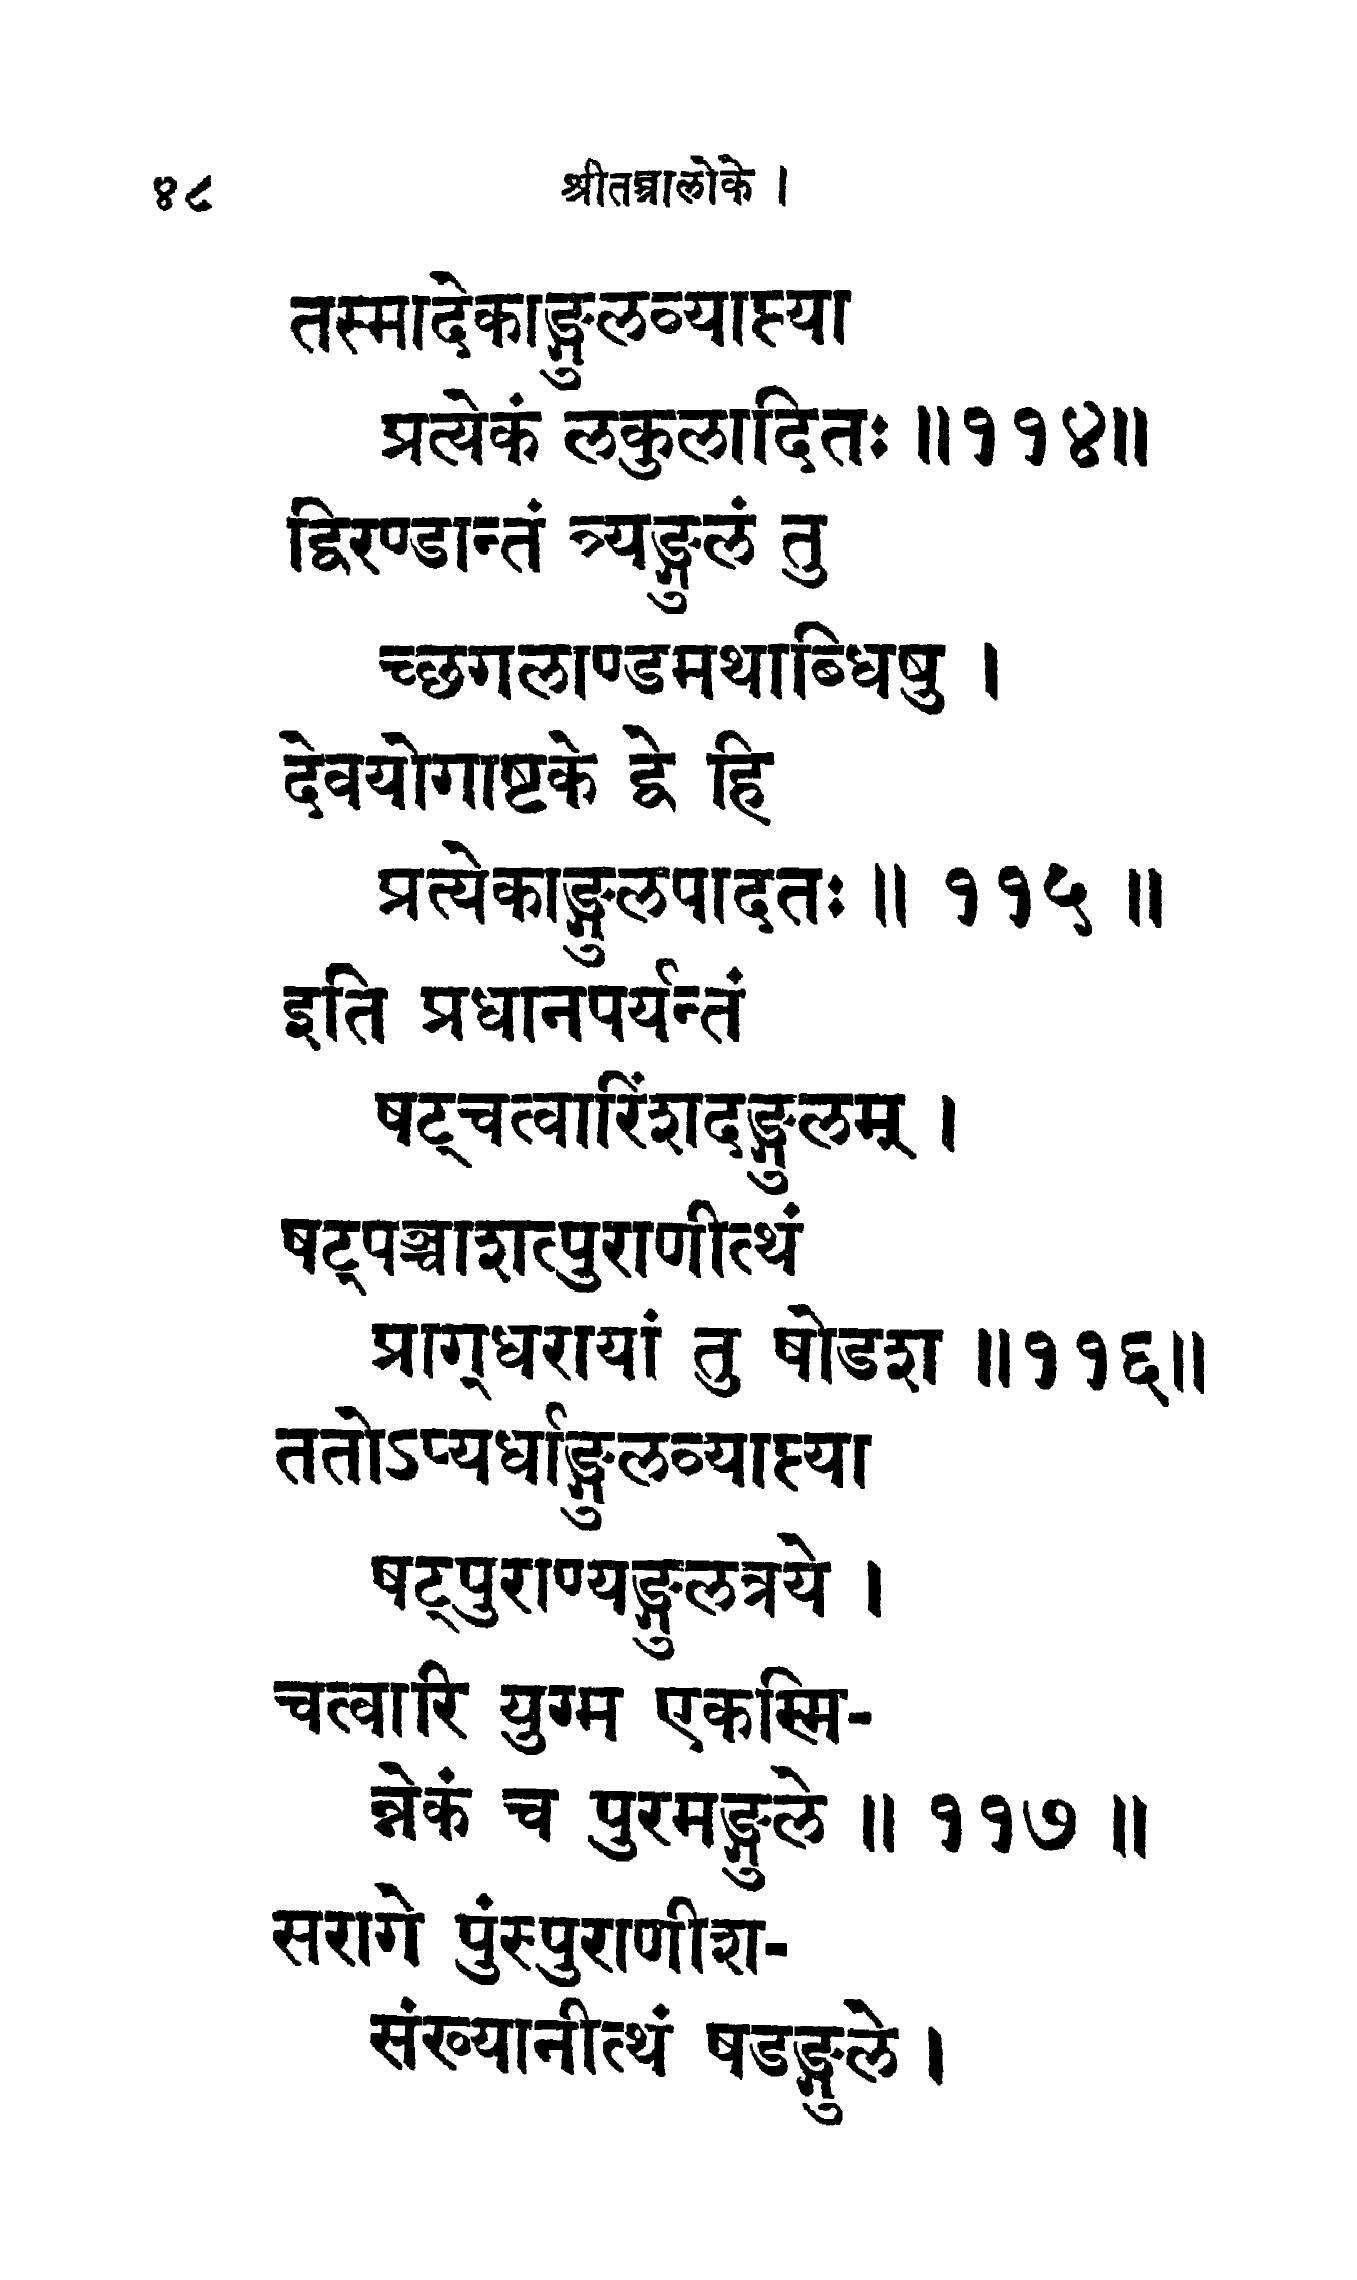 ४८ श्रीतन्त्रालोके ।
तस्मादेकाङ्गुलव्याप्त्या
प्रत्येकं लकुलादितः ॥११४॥
द्विरण्डान्तं त्र्यङ्गुलं तु
च्छगलाण्डमथाब्धिषु ।
देवयोगाष्टके द्वे हि
प्रत्येकाङ्गुलपादतः ॥ ११५ ॥
इति प्रधानपर्यन्तं
षट्चत्वारिंशदङ्गुलम् ।
षट्पञ्चाशत्पुराणीत्थं
प्राग्धरायां तु षोडश ॥११६॥
ततोऽप्यर्धाङ्गुलव्याप्त्या
षट्पुराण्यङ्गुलत्रये ।
चत्वारि युग्म एकस्मि-
न्नेकं च पुरमङ्गुले ॥ ११७ ॥
सरागे पुंस्पुराणीश-
संख्यानीत्थं षडङ्गुले ।